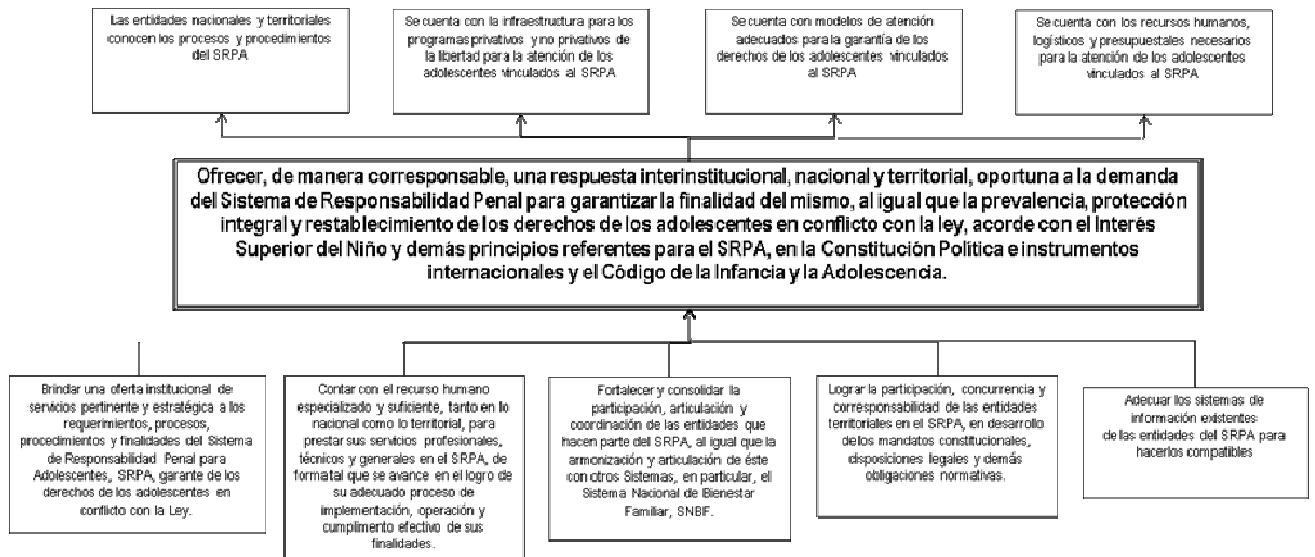 Las entidades nacionales y territoriales
conocen los procesos y procedimientos
del SRPA
Se cuenta con la infraestructura para los
programas privativos y no privativos de
la libertad para la atención de los
adolescentes vinculados al SRPA
Se cuenta con modelos de atención
adecuados para la garantía de los
derechos de los adolescentes vinculados
al SRPA
Se cuenta con los recursos humanos,
logísticos y presupuestales necesarios
para la atención de los adolescentes
vinculados al SRPA
Ofrecer, de manera corresponsable, una respuesta interinstitucional, nacional y territorial, oportuna a la demanda
del Sistema de Responsabilidad Penal para garantizar la finalidad del mismo, al igual que la prevalencia, protección
integral y restablecimiento de los derechos de los adolescentes en conflicto con la ley, acorde con el Interés
Superior del Niño y demás principios referentes para el SRPA, en la Constitución Política e instrumentos
internacionales y el Código de la Infancia y la Adolescencia.
Brindar una oferta institucional de
servicios pertinente y estratégica a los
requerimientos, procesos,
procedimientos y finalidades del Sistema
de Responsabilidad Penal para
Adolescentes, SRPA, garante de los
derechos de los adolescentes en
conflicto con la Ley.
Contar con el recurso humano
especializado y suficiente, tanto en lo
nacional como lo territorial, para
prestar sus servicios profesionales,
técnicos y generales en el SRPA, de
forma tal que se avance en el logro de
su adecuado proceso de
implementación, operación y
cumplimento efectivo de sus
finalidades.
Fortalecer y consolidar la
participación, articulación y
coordinación de las entidades que
hacen parte del SRPA, al igual que la
armonización y articulación de éste
con otros Sistemas, en particular, el
Sistema Nacional de Bienestar
Familiar, SNBF.
Lograr la participación, concurrencia y
corresponsabilidad de las entidades
territoriales en el SRPA, en desarrollo
de los mandatos constitucionales,
disposiciones legales y demás
obligaciones normativas.
Adecuar los sistemas de
información existentes
de las entidades del SRPA para
hacerlos compatibles